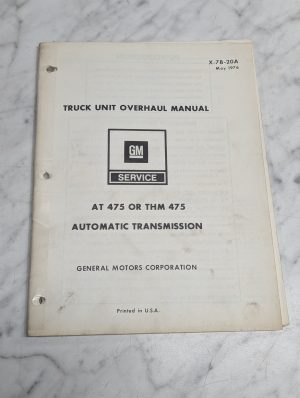 X-78-20A
May 1976
TRUCK UNIT OVERHAUL MANUAL
GM
SERVICE
AT 475 OR THM 475
AUTOMATIC TRANSMISSION
GENERAL MOTORS CORPORATION
Printed in U.S.A.